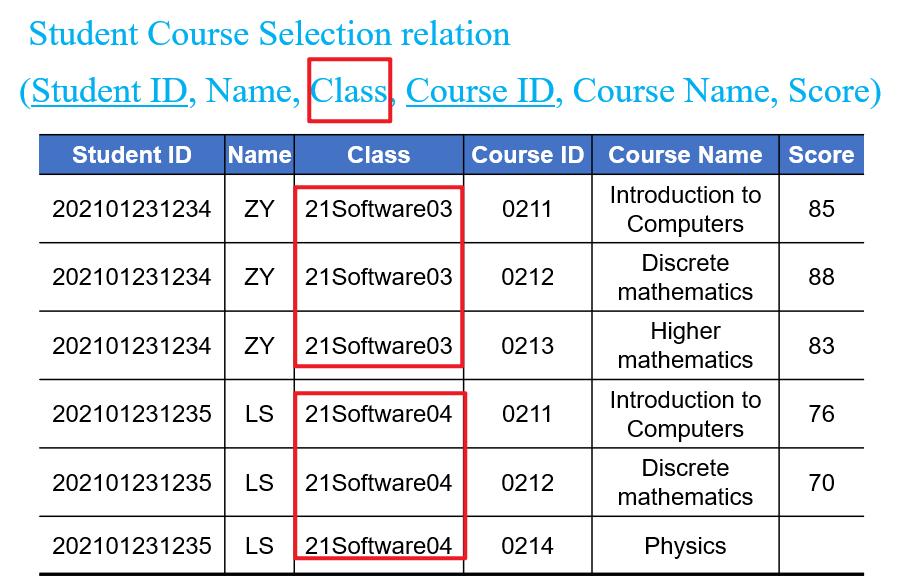 Student Course Selection relation
(Student ID, Name, Class, Course ID, Course Name, Score)
Student ID Name Class Course ID Course Name Score
202101231234 ZY 21Software03 0211 Introduction to Computers 85
202101231234 ZY 21Software03 0212 Discrete mathematics 88
202101231234 ZY 21Software03 0213 Higher mathematics 83
202101231235 LS 21Software04 0211 Introduction to Computers 76
202101231235 LS 21Software04 0212 Discrete mathematics 70
202101231235 LS 21Software04 0214 Physics